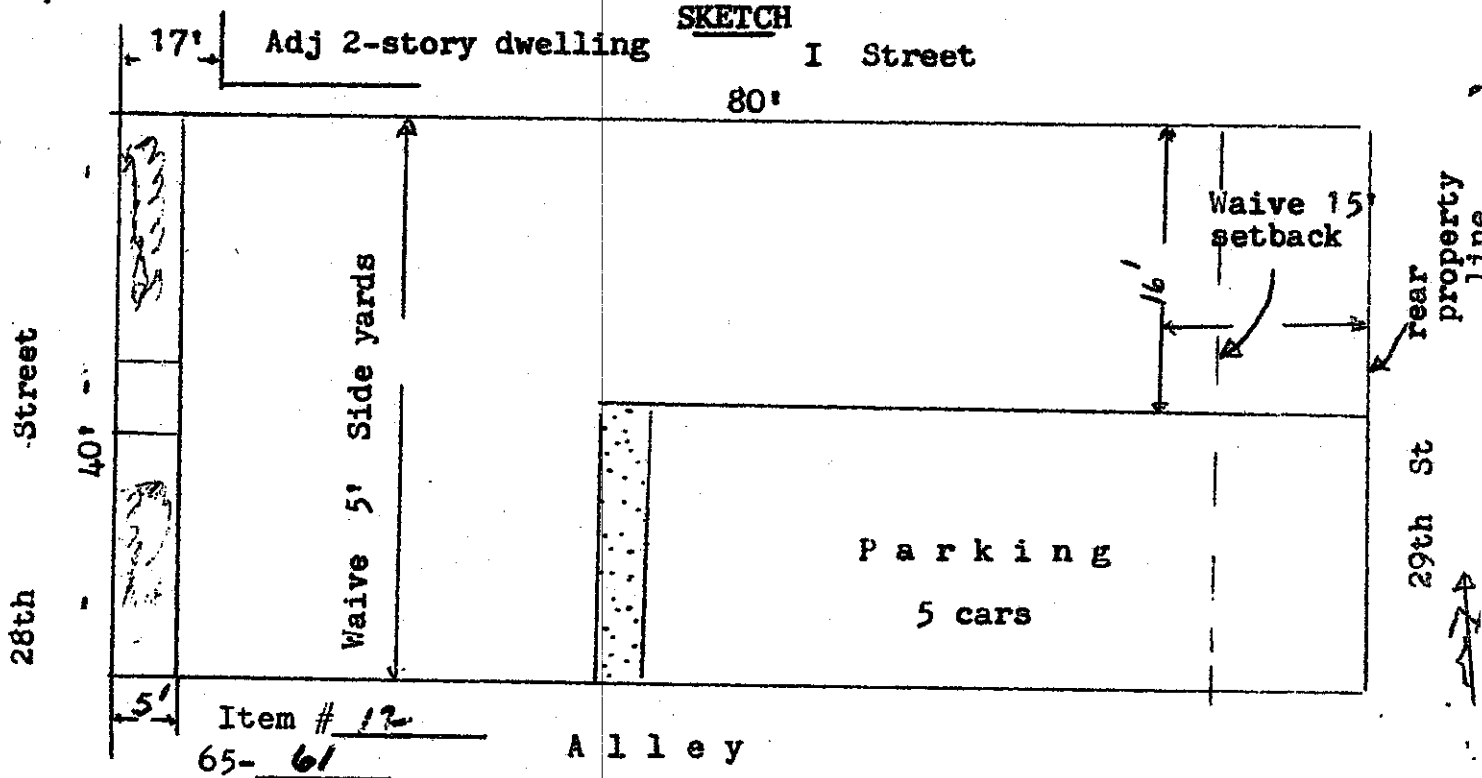 SKETCH
17' Adj 2-story dwelling
I Street
80'
Waive 15'
setback
rear
property
line
16'
Waive 5' Side yards
28th Street
40'
29th St
Parking
5 cars
5'
Item # 12
65- 61
Alley